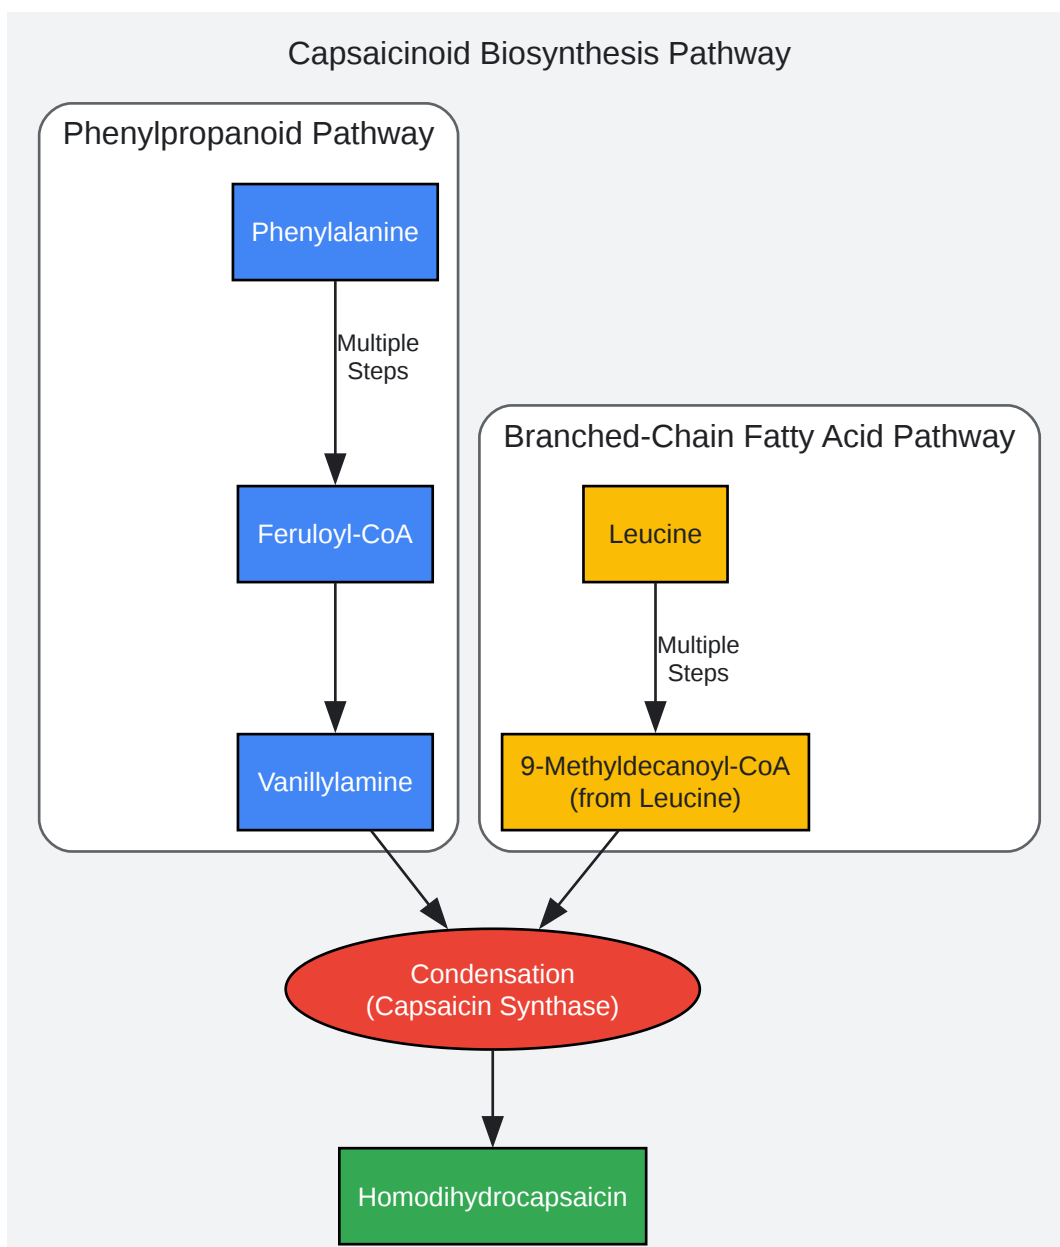 Capsaicinoid Biosynthesis Pathway
Phenylpropanoid Pathway
Phenylalanine
Multiple
Steps
Feruloyl-CoA
Vanillylamine
Branched-Chain Fatty Acid Pathway
Leucine
Multiple
Steps
9-Methyldecanoyl-CoA
(from Leucine)
Condensation
(Capsaicin Synthase)
Homodihydrocapsaicin